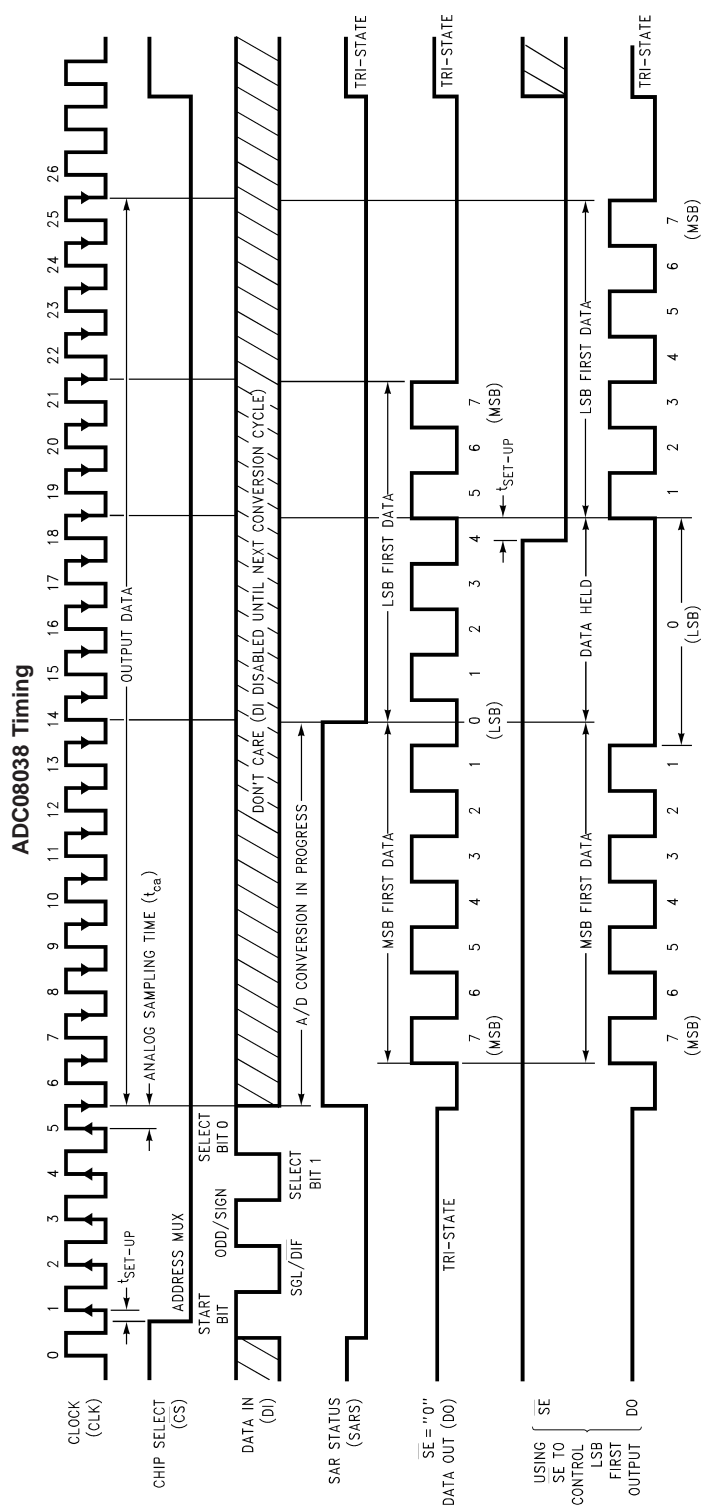 ADC08038 Timing
CLOCK
(CLK)
0 1 2 3 4 5 6 7 8 9 10 11 12 13 14 15 16 17 18 19 20 21 22 23 24 25 26
tSET-UP
ANALOG SAMPLING TIME (tca)
OUTPUT DATA
CHIP SELECT
(CS)
ADDRESS MUX
DATA IN
(DI)
START
BIT
SGL/DIF
ODD/SIGN
SELECT
BIT 1
SELECT
BIT 0
DON'T CARE (DI DISABLED UNTIL NEXT CONVERSION CYCLE)
SAR STATUS
(SARS)
A/D CONVERSION IN PROGRESS
TRI-STATE
SE = "0"
DATA OUT (DO)
TRI-STATE
MSB FIRST DATA
LSB FIRST DATA
TRI-STATE
7 6 5 4 3 2 1 0 1 2 3 4 5 6 7
(MSB) (LSB) (MSB)
tSET-UP
USING
SE TO
CONTROL
LSB
FIRST
OUTPUT
SE
DO
MSB FIRST DATA
DATA HELD
LSB FIRST DATA
TRI-STATE
7 6 5 4 3 2 1 0 1 2 3 4 5 6 7
(MSB) (LSB) (MSB)